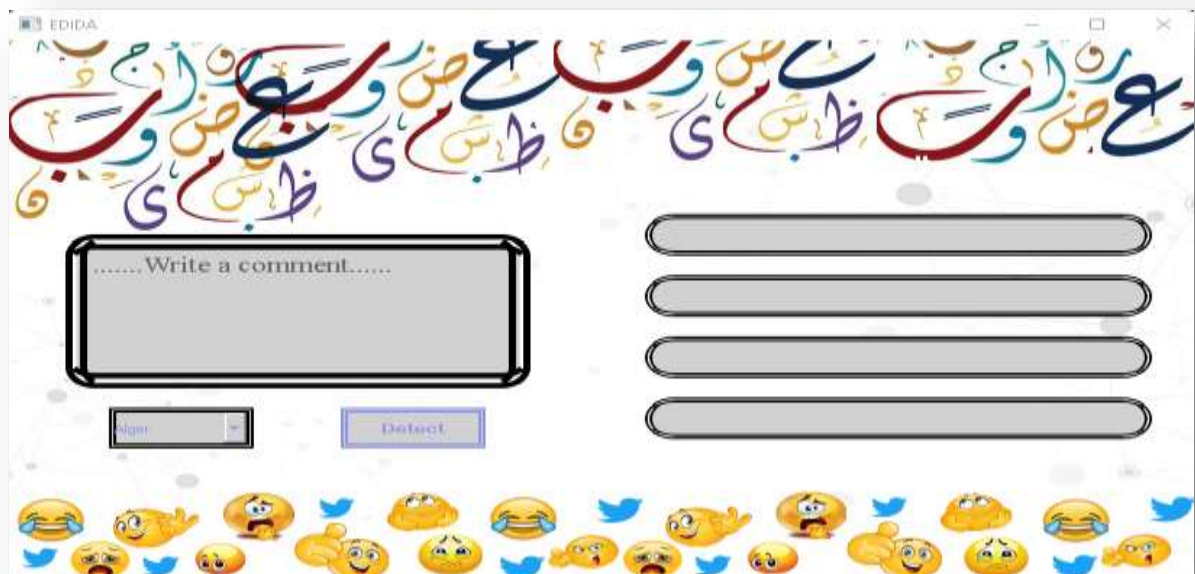 EDIDA
.......Write a comment......
Alger
Detect